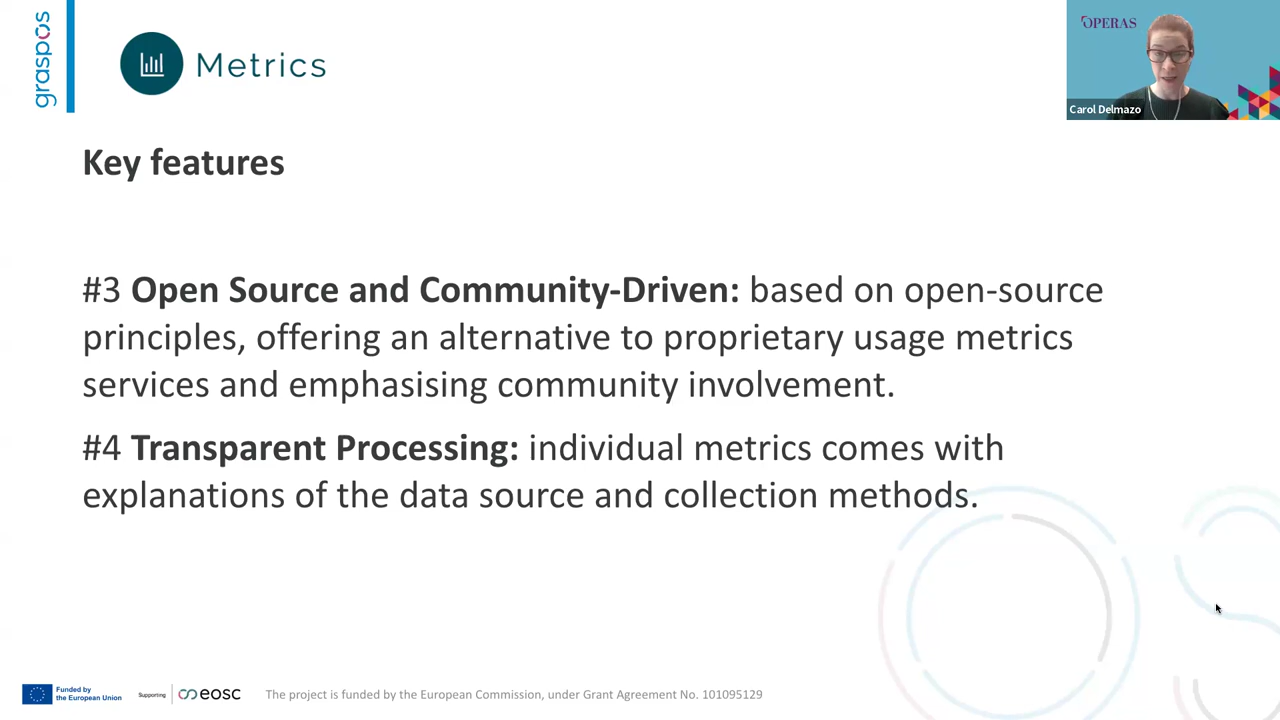 graspos
Metrics
OPERAS
Carol Delmazo
Key features
#3 Open Source and Community-Driven: based on open-source
principles, offering an alternative to proprietary usage metrics
services and emphasising community involvement.
#4 Transparent Processing: individual metrics comes with
explanations of the data source and collection methods.
Funded by
the European Union
Supporting
eosc
The project is funded by the European Commission, under Grant Agreement No. 101095129